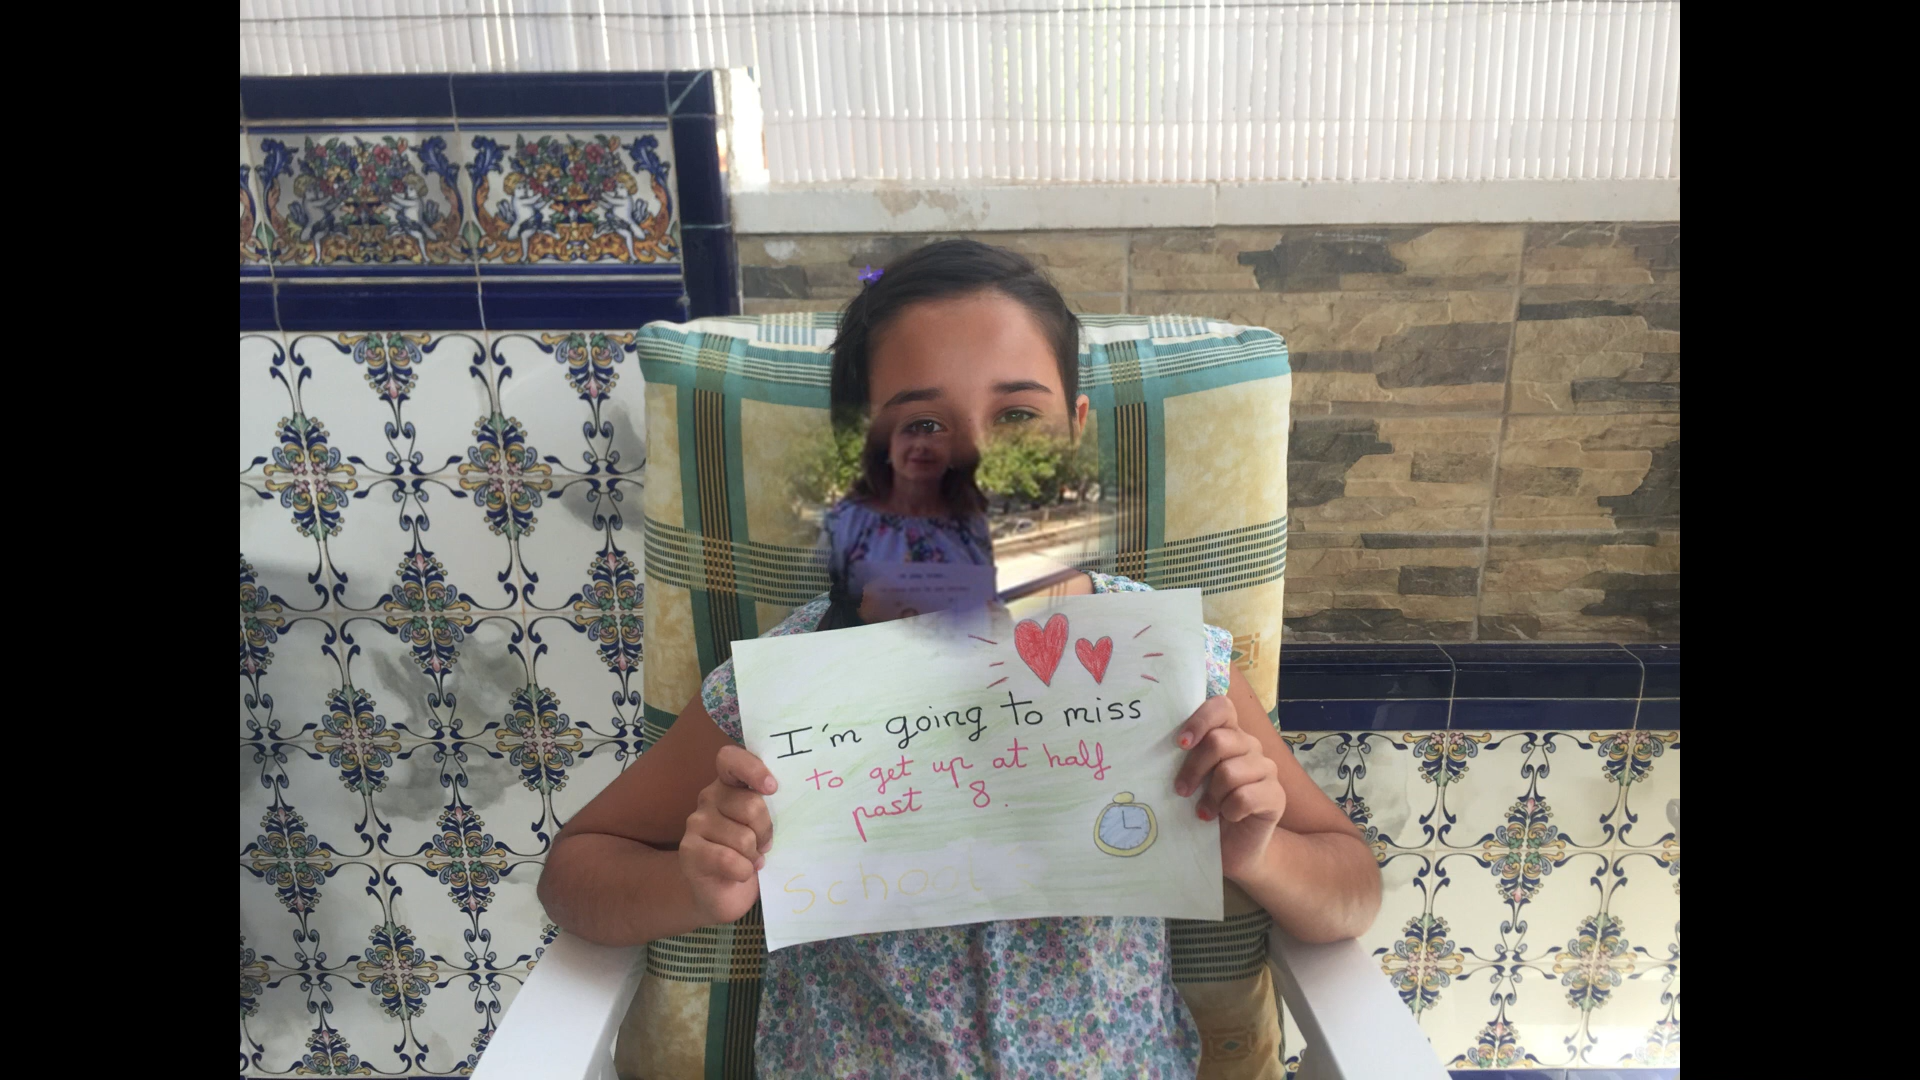 I'm going to miss
to get up at half
past 8.
School